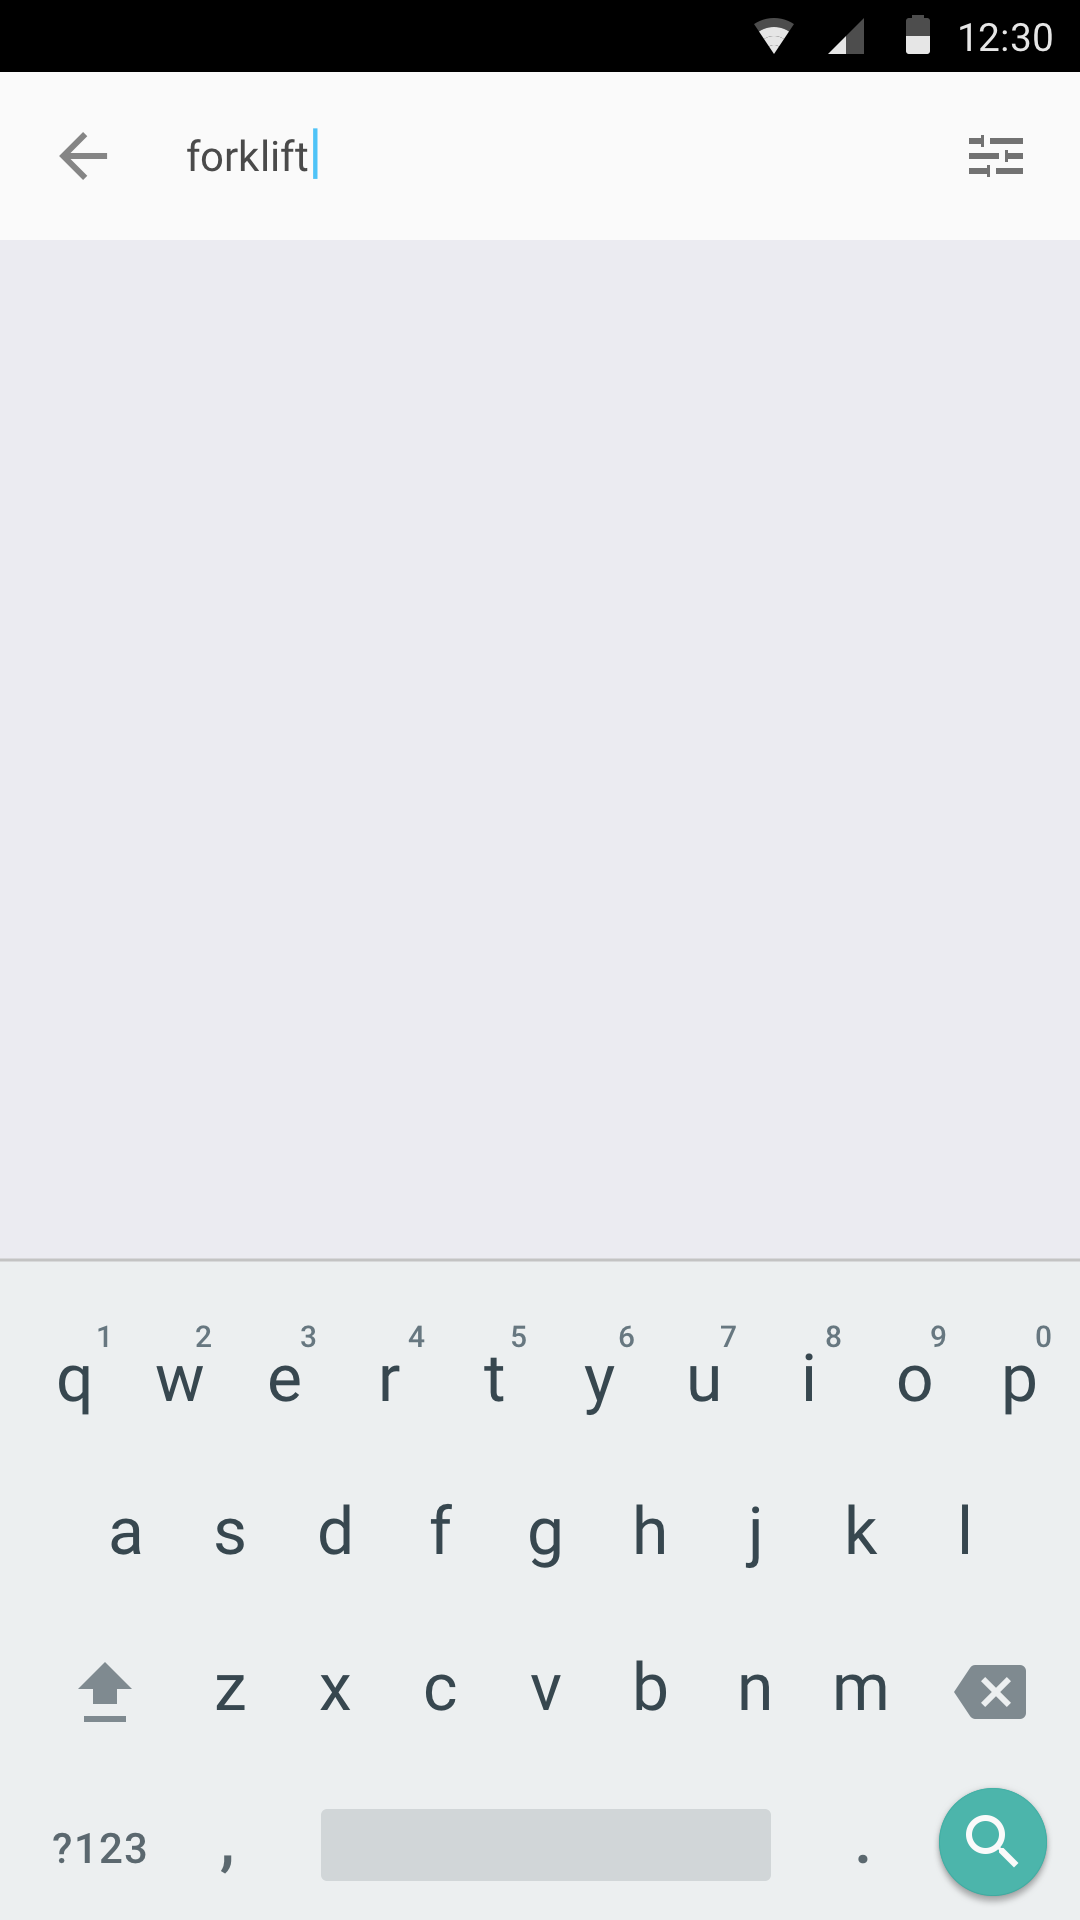 12:30
forklift
1 2 3 4 5 6 7 8 9 0
q w e r t y u i o p
a s d f g h j k l
z x c v b n m
?123 , .